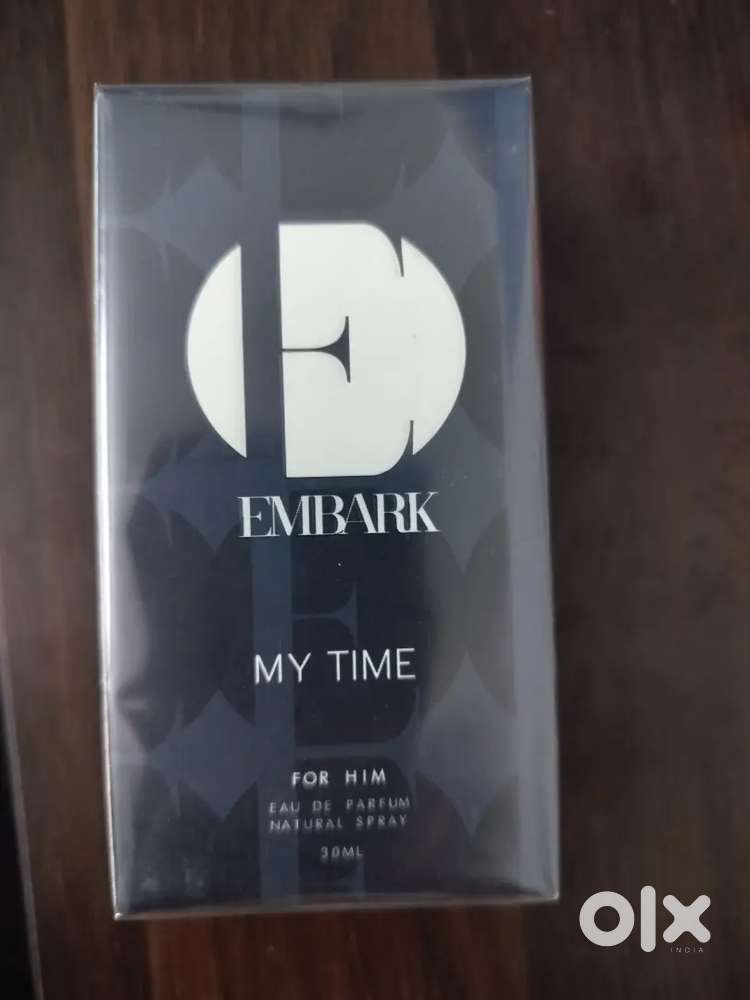 E
EMBARK
MY TIME
FOR HIM
EAU DE PARFUM
NATURAL SPRAY
30ML
olx
INDIA